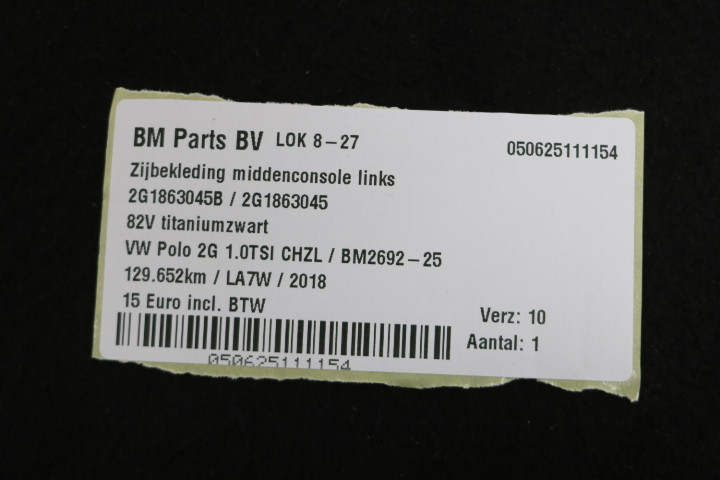 BM Parts BV LOK 8-27 050625111154
Zijbekleding middenconsole links
2G1863045B / 2G1863045
82V titaniumzwart
VW Polo 2G 1.0TSI CHZL / BM2692-25
129.652km / LA7W / 2018
15 Euro incl. BTW
Verz: 10
Aantal: 1
050625111154